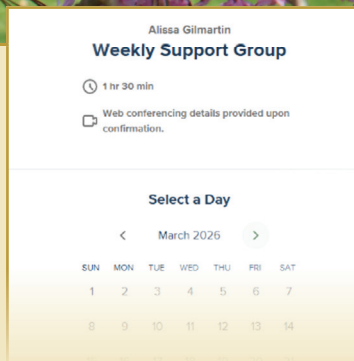 Alissa Gilmartin
Weekly Support Group
1 hr 30 min
Web conferencing details provided upon
confirmation.
Select a Day
< March 2026 >
SUN MON TUE WED THU FRI SAT
1 2 3 4 5 6 7
8 9 10 11 12 13 14